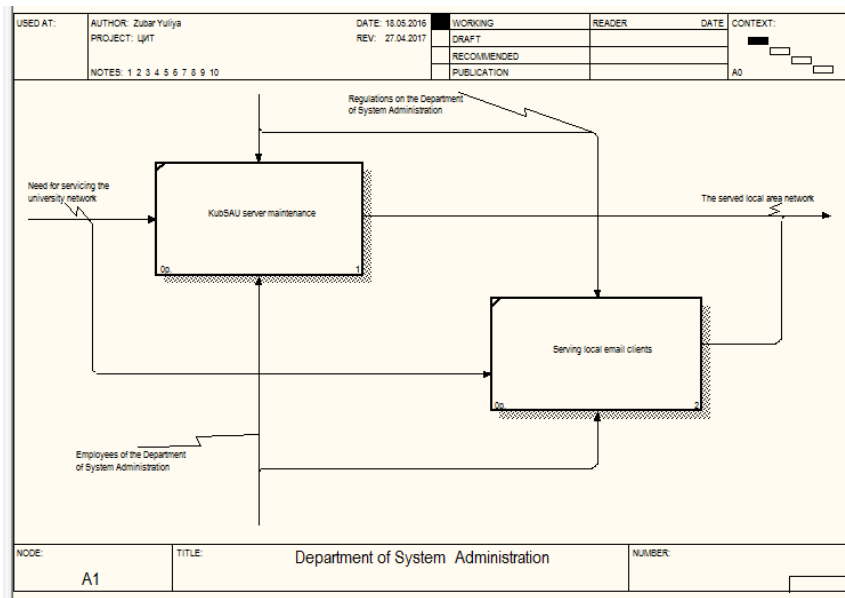 USED AT:
AUTHOR: Zubar Yuliya
DATE: 18.05.2016
WORKING
READER
DATE
CONTEXT:
PROJECT: ЦИТ
REV: 27.04.2017
DRAFT
RECOMMENDED
NOTES: 1 2 3 4 5 6 7 8 9 10
PUBLICATION
A0
Regulations on the Department
of System Administration
Need for servicing the
university network
KubSAU server maintenance
0р.
1
The served local area network
Serving local email clients
0р.
2
Employees of the Department
of System Administration
NODE:
A1
TITLE:
Department of System Administration
NUMBER: